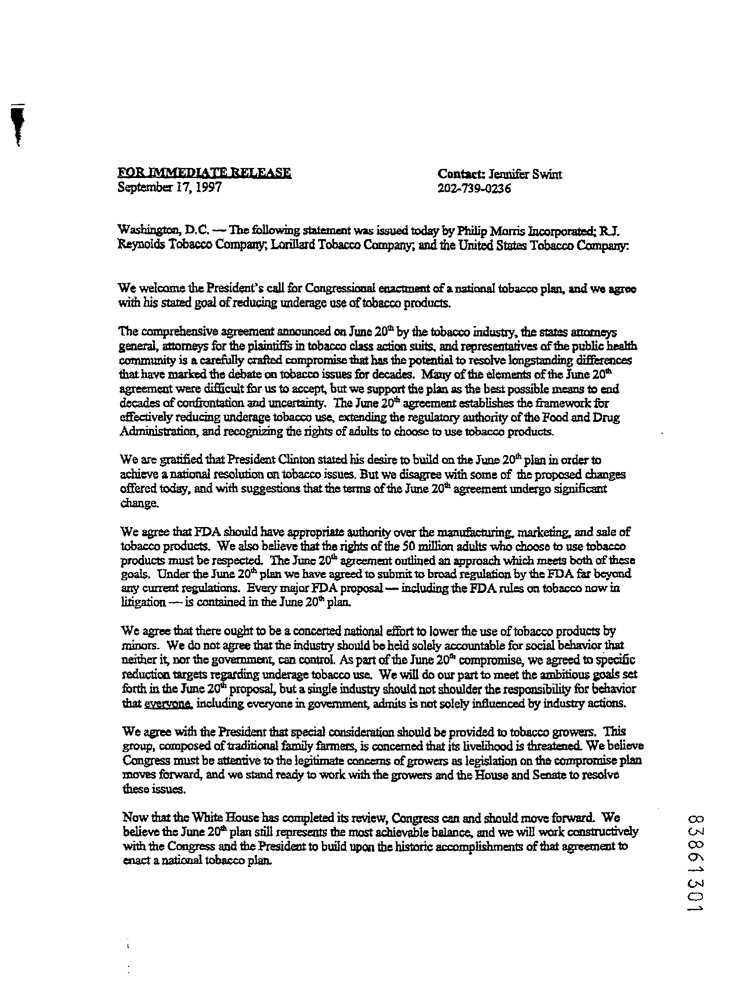 FOR IMMEDIATE RELEASE
September 17, 1997
Contact: Jennifer Swint
202-739-0236
Washington, D.C. — The following statement was issued today by Philip Morris Incorporated; R.J.
Reynolds Tobacco Company; Lorillard Tobacco Company; and the United States Tobacco Company:
We welcome the President's call for Congressional enactment of a national tobacco plan, and we agree
with his stated goal of reducing underage use of tobacco products.
The comprehensive agreement announced on June 20th by the tobacco industry, the states attorneys
general, attorneys for the plaintiffs in tobacco class action suits, and representatives of the public health
community is a carefully crafted compromise that has the potential to resolve longstanding differences
that have marked the debate on tobacco issues for decades. Many of the elements of the June 20th
agreement were difficult for us to accept, but we support the plan as the best possible means to end
decades of confrontation and uncertainty. The June 20th agreement establishes the framework for
effectively reducing underage tobacco use, extending the regulatory authority of the Food and Drug
Administration, and recognizing the rights of adults to choose to use tobacco products.
We are gratified that President Clinton stated his desire to build on the June 20th plan in order to
achieve a national resolution on tobacco issues. But we disagree with some of the proposed changes
offered today, and with suggestions that the terms of the June 20th agreement undergo significant
change.
We agree that FDA should have appropriate authority over the manufacturing, marketing, and sale of
tobacco products. We also believe that the rights of the 50 million adults who choose to use tobacco
products must be respected. The June 20th agreement outlined an approach which meets both of these
goals. Under the June 20th plan we have agreed to submit to broad regulation by the FDA far beyond
any current regulations. Every major FDA proposal — including the FDA rules on tobacco now in
litigation — is contained in the June 20th plan.
We agree that there ought to be a concerted national effort to lower the use of tobacco products by
minors. We do not agree that the industry should be held solely accountable for social behavior that
neither it, nor the government, can control. As part of the June 20th compromise, we agreed to specific
reduction targets regarding underage tobacco use. We will do our part to meet the ambitious goals set
forth in the June 20th proposal, but a single industry should not shoulder the responsibility for behavior
that everyone, including everyone in government, admits is not solely influenced by industry actions.
We agree with the President that special consideration should be provided to tobacco growers. This
group, composed of traditional family farmers, is concerned that its livelihood is threatened. We believe
Congress must be attentive to the legitimate concerns of growers as legislation on the compromise plan
moves forward, and we stand ready to work with the growers and the House and Senate to resolve
these issues.
Now that the White House has completed its review, Congress can and should move forward. We
believe the June 20th plan still represents the most achievable balance, and we will work constructively
with the Congress and the President to build upon the historic accomplishments of that agreement to
enact a national tobacco plan.
83861301